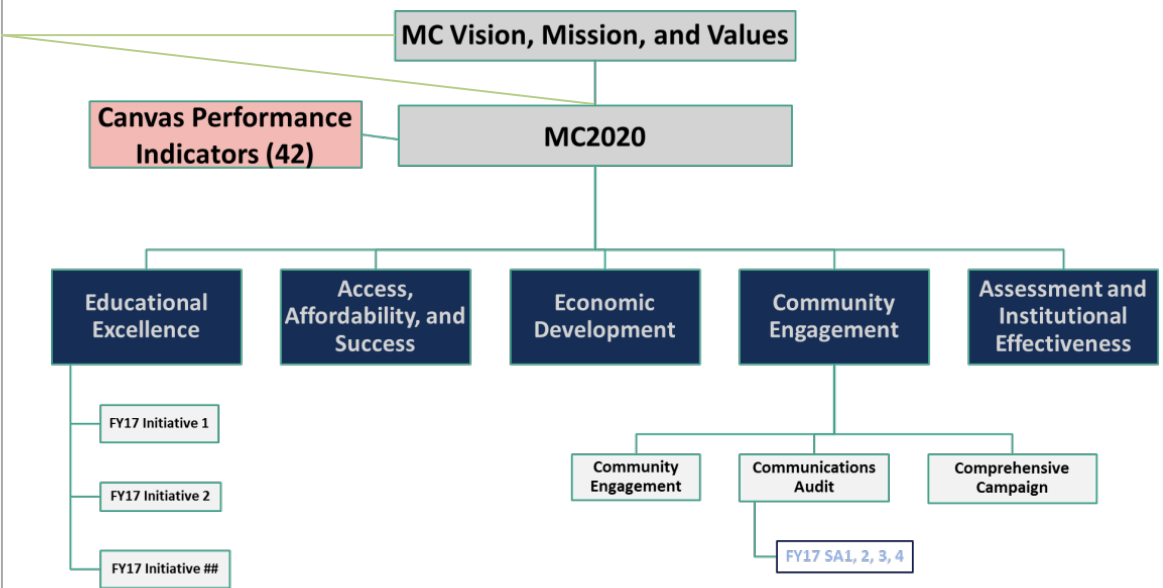 MC Vision, Mission, and Values
Canvas Performance
Indicators (42)
MC2020
Educational
Excellence
Access,
Affordability, and
Success
Economic
Development
Community
Engagement
Assessment and
Institutional
Effectiveness
FY17 Initiative 1
FY17 Initiative 2
FY17 Initiative ##
Community
Engagement
Communications
Audit
Comprehensive
Campaign
FY17 SA1, 2, 3, 4